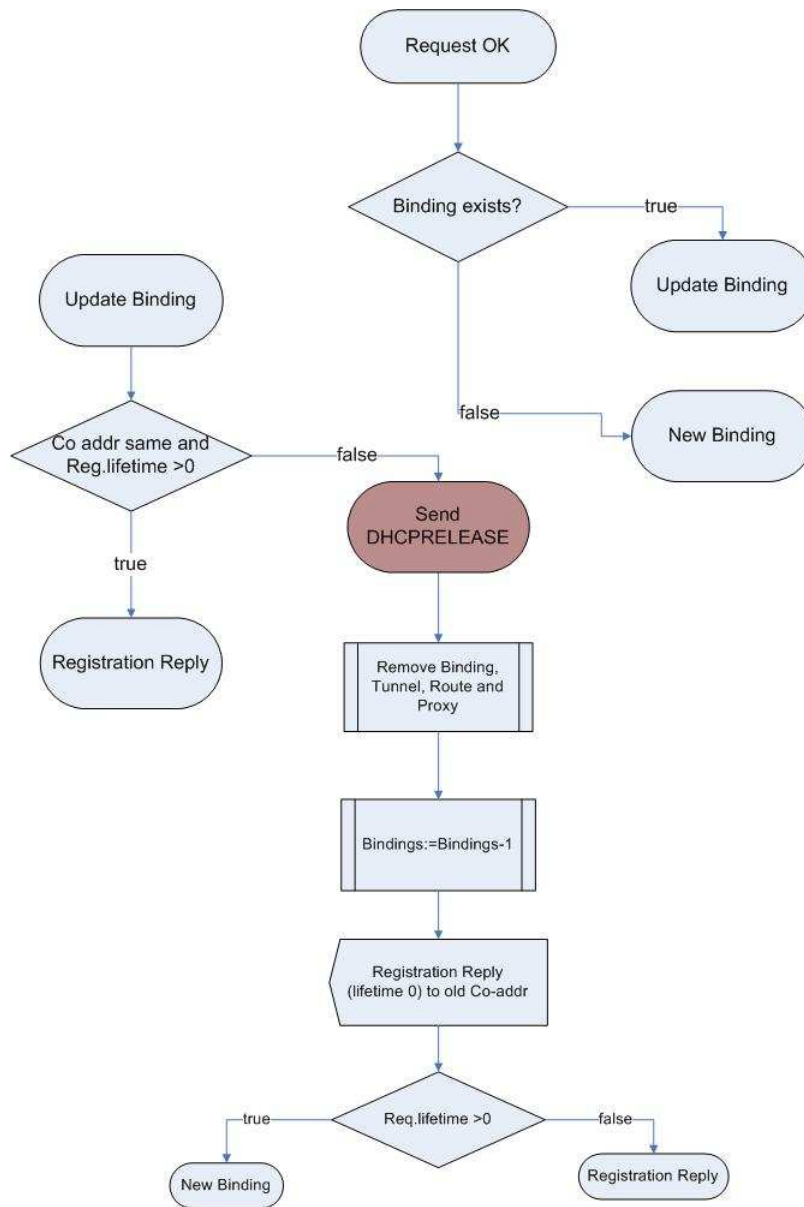 Request OK
Binding exists?
true
Update Binding
false
New Binding
Update Binding
Co addr same and
Reg.lifetime >0
false
true
Send
DHCPRELEASE
Registration Reply
Remove Binding,
Tunnel, Route and
Proxy
Bindings:=Bindings-1
Registration Reply
(lifetime 0) to old Co-addr
Req.lifetime >0
true
false
New Binding
Registration Reply